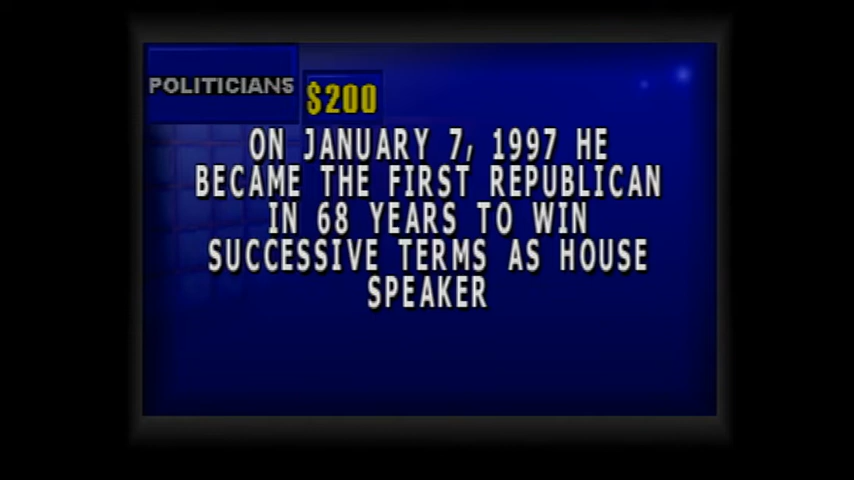 POLITICIANS
$200
ON JANUARY 7, 1997 HE
BECAME THE FIRST REPUBLICAN
IN 68 YEARS TO WIN
SUCCESSIVE TERMS AS HOUSE
SPEAKER